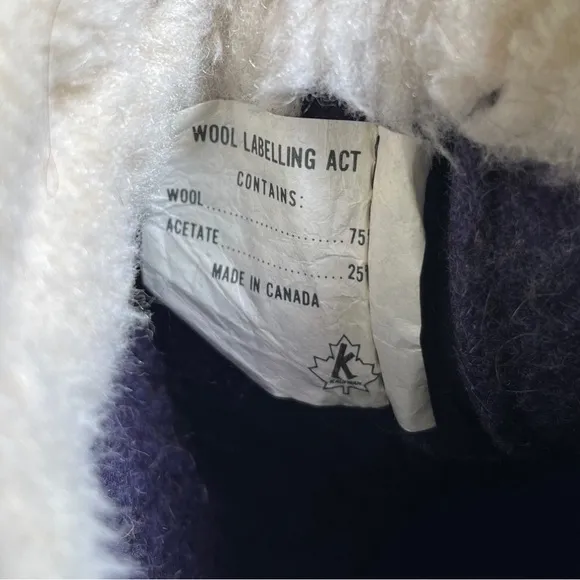 WOOL LABELLING ACT
CONTAINS:
WOOL.....................75
ACETATE.....................25
MADE IN CANADA
K